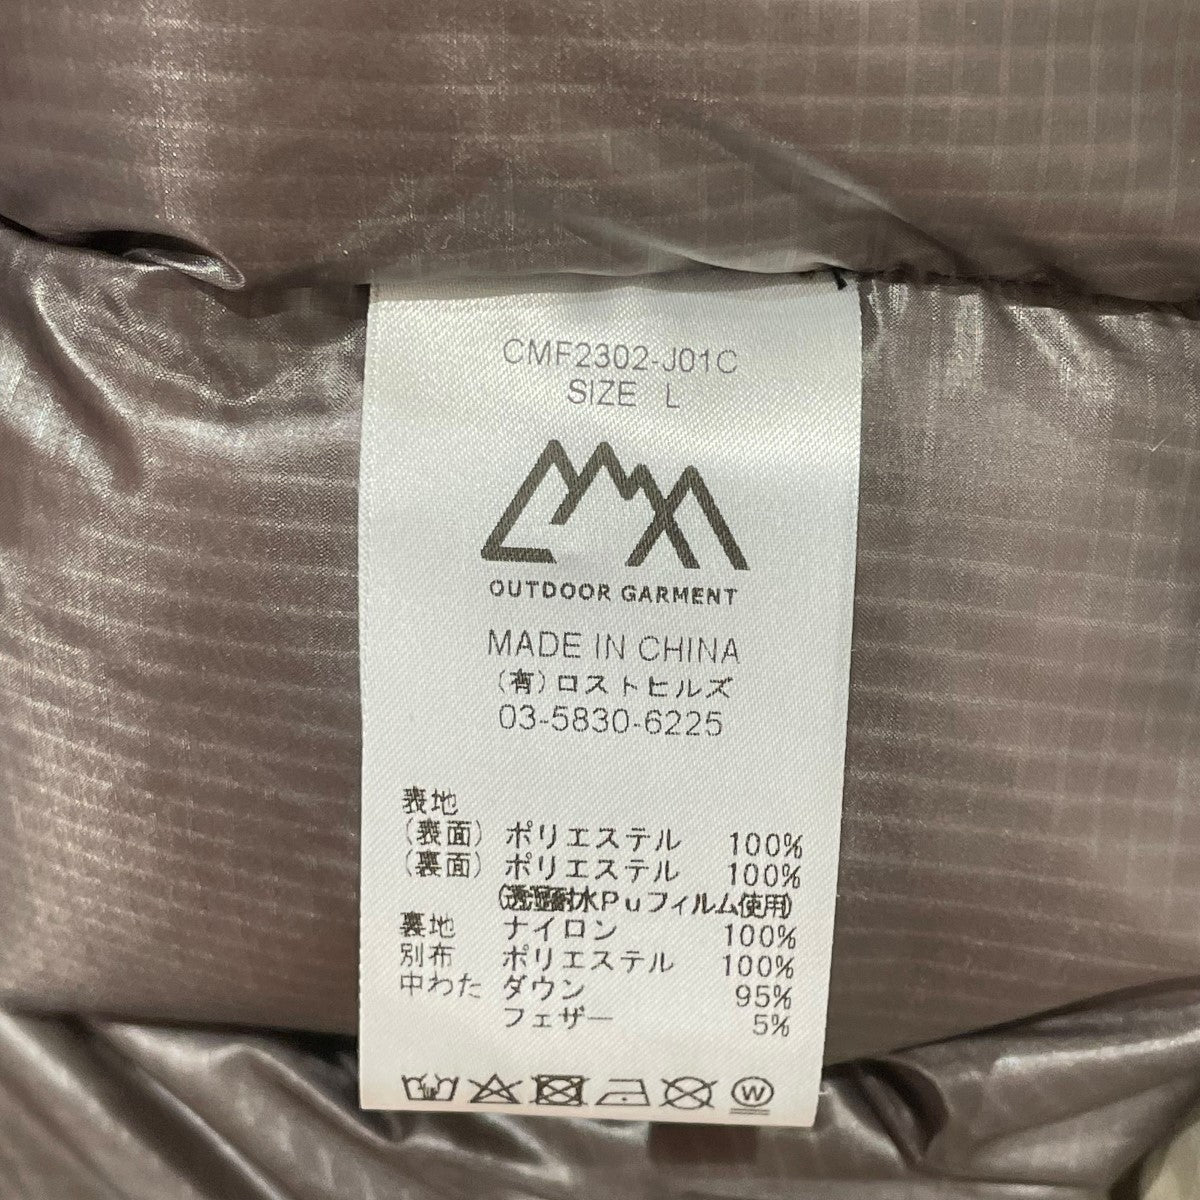 CMF2302-J01C
SIZE L
OUTDOOR GARMENT
MADE IN CHINA
(有)ロストヒルズ
03-5830-6225
表地
(表面) ポリエステル 100%
(裏面) ポリエステル 100%
(透湿耐水Puフィルム使用)
裏地 ナイロン 100%
別布 ポリエステル 100%
中わた ダウン 95%
フェザー 5%
W